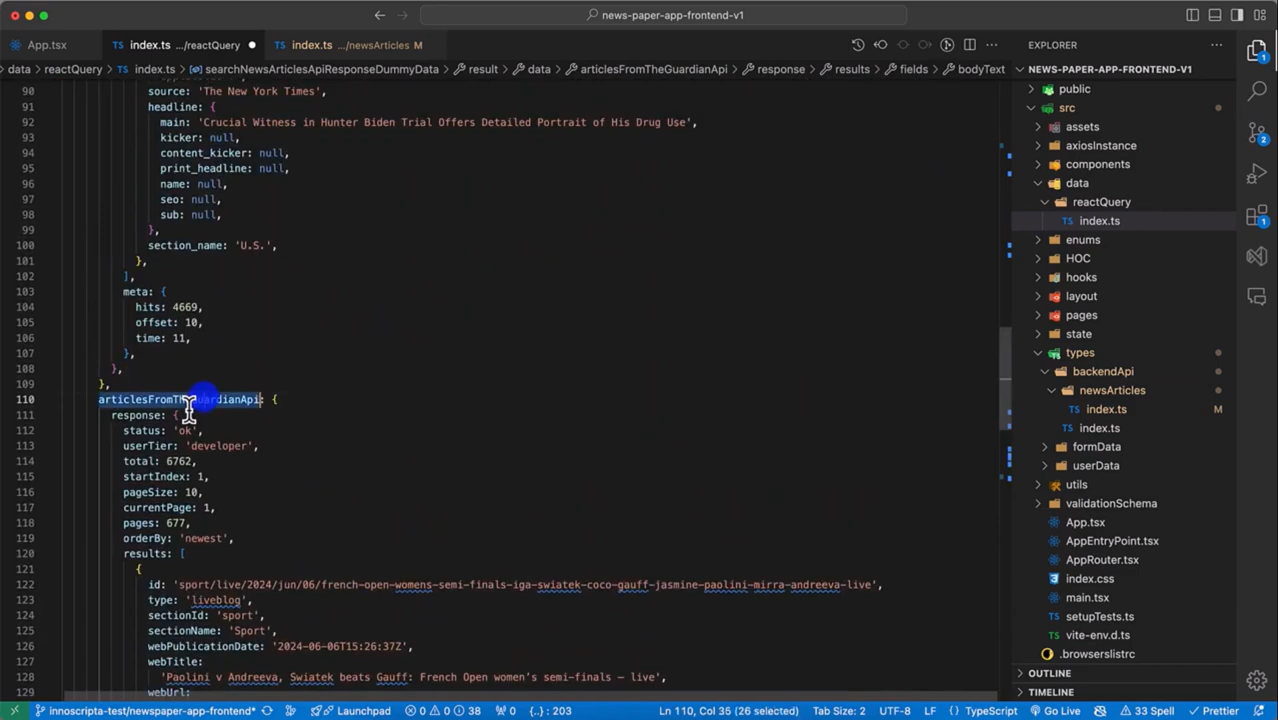 news-paper-app-frontend-v1
App.tsx
index.ts .../reactQuery
index.ts .../newsArticles M
EXPLORER
data > reactQuery > index.ts > searchNewsArticlesApiResponseDummyData > result > data > articlesFromTheGuardianApi > response > results > fields > bodyText
90 source: 'The New York Times',
91 headline: {
92 main: 'Crucial Witness in Hunter Biden Trial Offers Detailed Portrait of His Drug Use',
93 kicker: null,
94 content_kicker: null,
95 print_headline: null,
96 name: null,
97 seo: null,
98 sub: null,
99 },
100 section_name: 'U.S.',
101 },
102 ],
103 meta: {
104 hits: 4669,
105 offset: 10,
106 time: 11,
107 },
108 },
109 },
110 articlesFromTheGuardianApi: {
111 response: {
112 status: 'ok',
113 userTier: 'developer',
114 total: 6762,
115 startIndex: 1,
116 pageSize: 10,
117 currentPage: 1,
118 pages: 677,
119 orderBy: 'newest',
120 results: [
121 {
122 id: 'sport/live/2024/jun/06/french-open-womens-semi-finals-iga-swiatek-coco-gauff-jasmine-paolini-mirra-andreeva-live',
123 type: 'liveblog',
124 sectionId: 'sport',
125 sectionName: 'Sport',
126 webPublicationDate: '2024-06-06T15:26:37Z',
127 webTitle:
128 'Paolini v Andreeva, Swiatek beats Gauff: French Open women's semi-finals – live',
129 webUrl:
NEWS-PAPER-APP-FRONTEND-V1
public
src
assets
axiosInstance
components
data
reactQuery
index.ts
enums
HOC
hooks
layout
pages
state
types
backendApi
newsArticles
index.ts M
index.ts
formData
userData
utils
validationSchema
App.tsx
AppEntryPoint.tsx
AppRouter.tsx
index.css
main.tsx
setupTests.ts
vite-env.d.ts
.browserslistrc
OUTLINE
TIMELINE
1
2
1
innoscripta-test/newspaper-app-frontend* Launchpad 0 0 38 0 {..} : 203 Ln 110, Col 35 (26 selected) Tab Size: 2 UTF-8 LF {} TypeScript Go Live 33 Spell Prettier